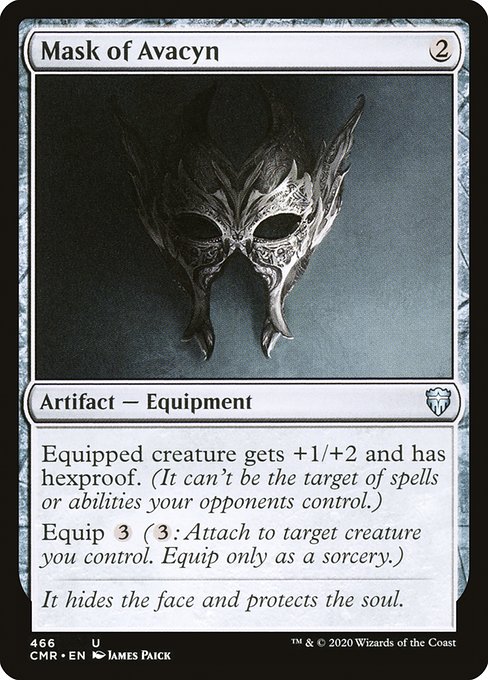 Mask of Avacyn 2
Artifact — Equipment
Equipped creature gets +1/+2 and has
hexproof. (It can't be the target of spells
or abilities your opponents control.)
Equip 3 (3: Attach to target creature
you control. Equip only as a sorcery.)
It hides the face and protects the soul.
466 U
CMR • EN James Paick
™ & © 2020 Wizards of the Coast